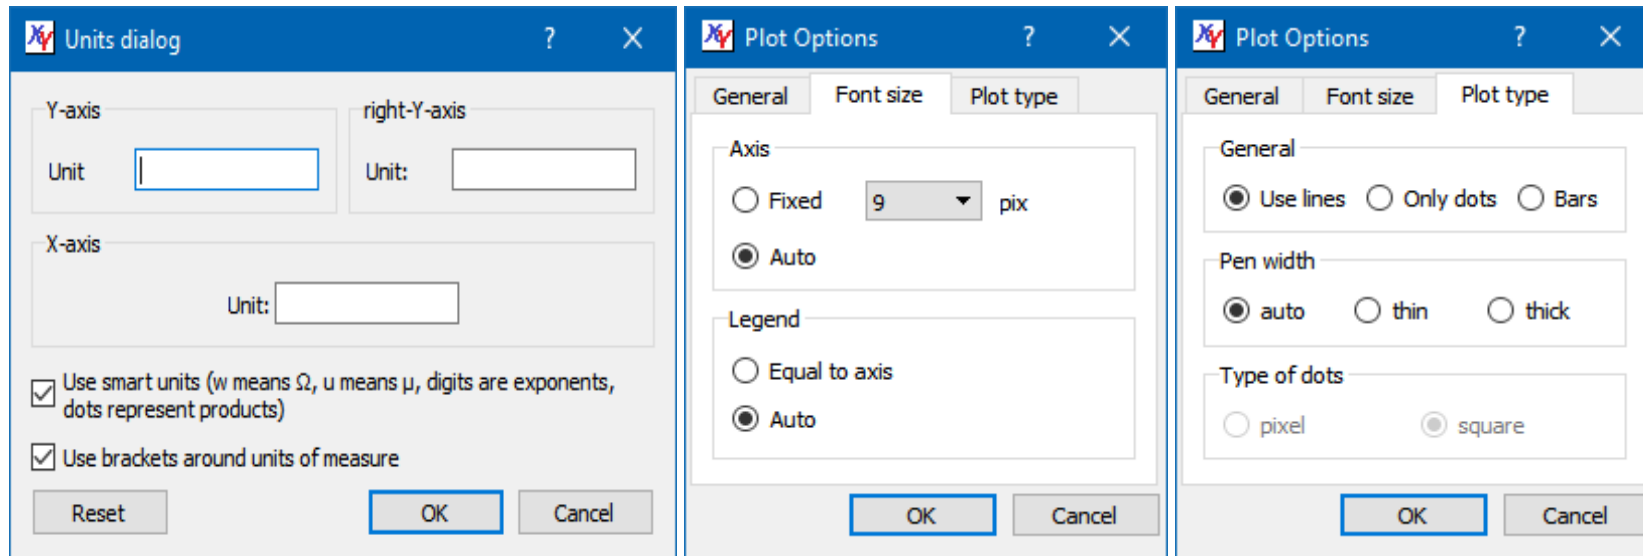 XY Units dialog ? X
Y-axis
right-Y-axis
Unit
Unit:
X-axis
Unit:
Use smart units (w means Ω, u means μ, digits are exponents,
dots represent products)
Use brackets around units of measure
Reset OK Cancel
XY Plot Options ? X
General Font size Plot type
Axis
Fixed 9 pix
Auto
Legend
Equal to axis
Auto
OK Cancel
XY Plot Options ? X
General Font size Plot type
General
Use lines Only dots Bars
Pen width
auto thin thick
Type of dots
pixel square
OK Cancel